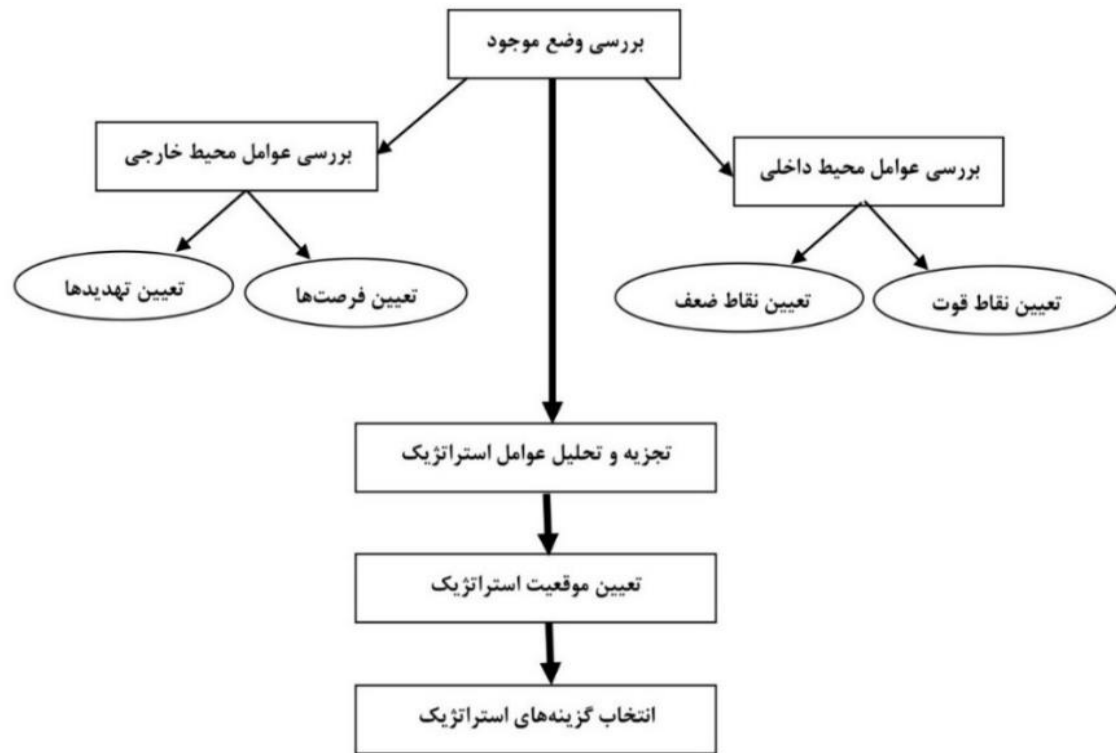 بررسی وضع موجود
بررسی عوامل محیط داخلی
بررسی عوامل محیط خارجی
تعیین نقاط قوت
تعیین نقاط ضعف
تعیین فرصت‌ها
تعیین تهدیدها
تجزیه و تحلیل عوامل استراتژیک
تعیین موقعیت استراتژیک
انتخاب گزینه‌های استراتژیک